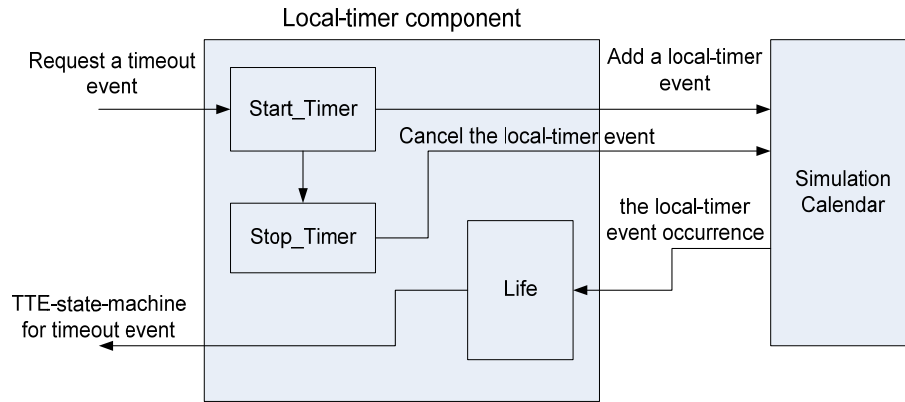 Local-timer component
Request a timeout
event
Start_Timer
Add a local-timer
event
Cancel the local-timer event
Stop_Timer
Simulation
Calendar
the local-timer
event occurrence
Life
TTE-state-machine
for timeout event